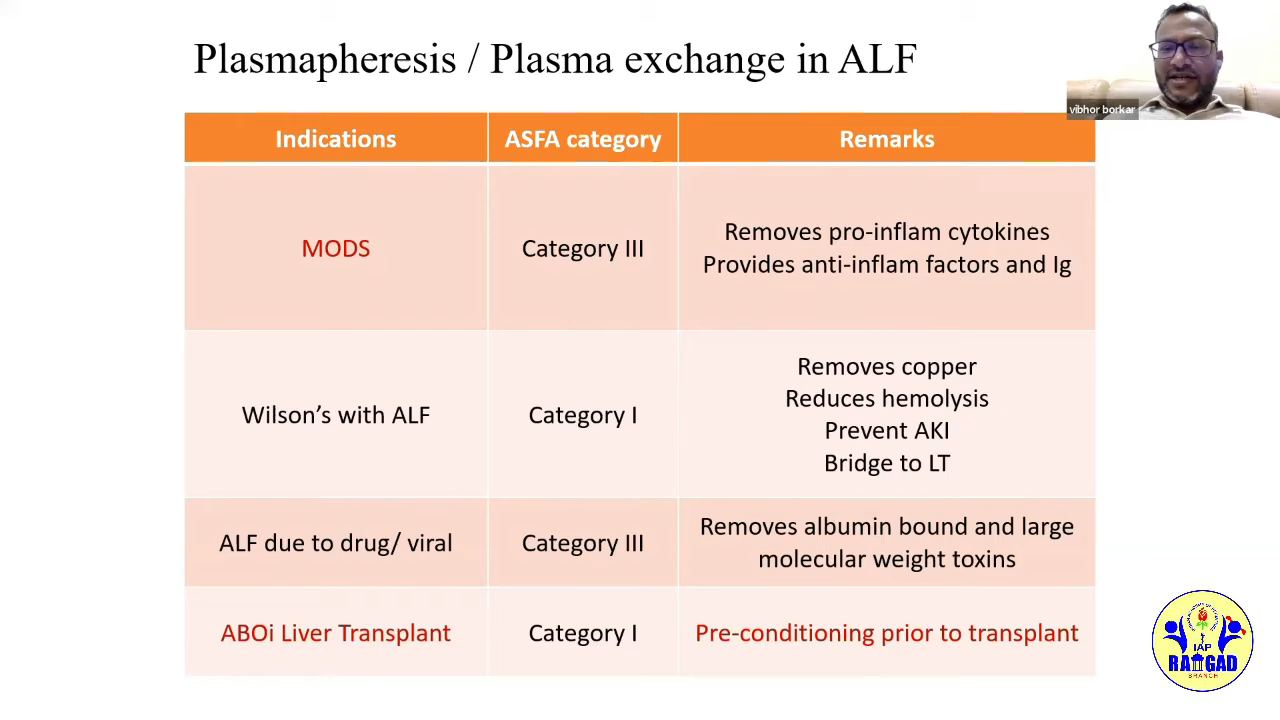 Plasmapheresis / Plasma exchange in ALF
vibhor borkar
Indications
ASFA category
Remarks
MODS
Category III
Removes pro-inflam cytokines
Provides anti-inflam factors and Ig
Wilson’s with ALF
Category I
Removes copper
Reduces hemolysis
Prevent AKI
Bridge to LT
ALF due to drug/ viral
Category III
Removes albumin bound and large
molecular weight toxins
ABOi Liver Transplant
Category I
Pre-conditioning prior to transplant
IAP
RAIGAD
BRANCH